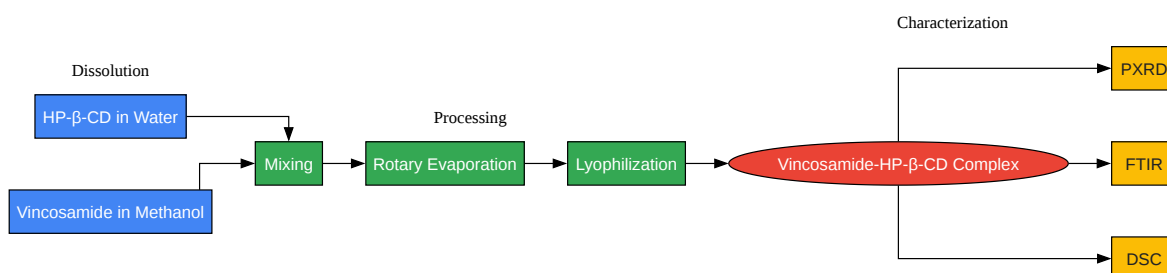 Characterization
Dissolution
PXRD
HP-β-CD in Water
Processing
Mixing
Rotary Evaporation
Lyophilization
Vincosamide-HP-β-CD Complex
FTIR
Vincosamide in Methanol
DSC